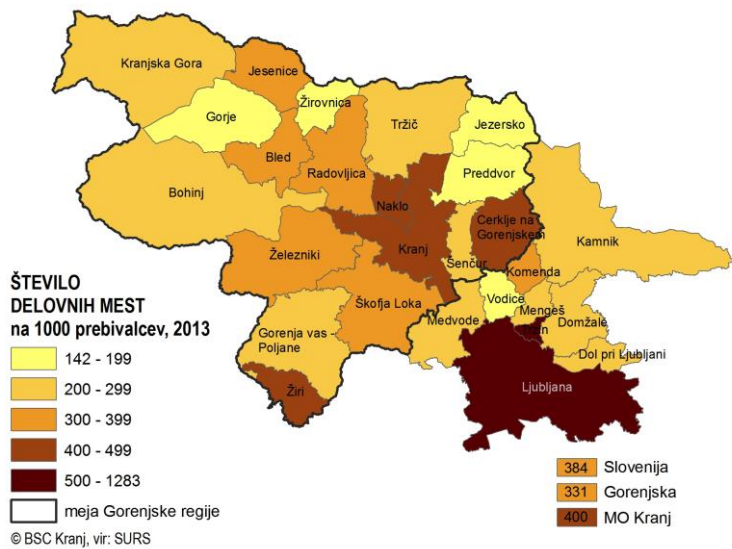 Kranjska Gora
Jesenice
Žirovnica
Gorje
Tržič
Jezersko
Bled
Radovljica
Preddvor
Bohinj
Naklo
Cerklje na
Gorenjskem
Kranj
Kamnik
Železniki
Šenčur
Komenda
Škofja Loka
Vodice
Mengeš
Medvode
Domžale
Gorenja vas -
Poljane
Trzin
Dol pri Ljubljani
Žiri
Ljubljana
ŠTEVILO
DELOVNIH MEST
na 1000 prebivalcev, 2013
142 - 199
200 - 299
300 - 399
400 - 499
500 - 1283
meja Gorenjske regije
© BSC Kranj, vir: SURS
384 Slovenija
331 Gorenjska
400 MO Kranj